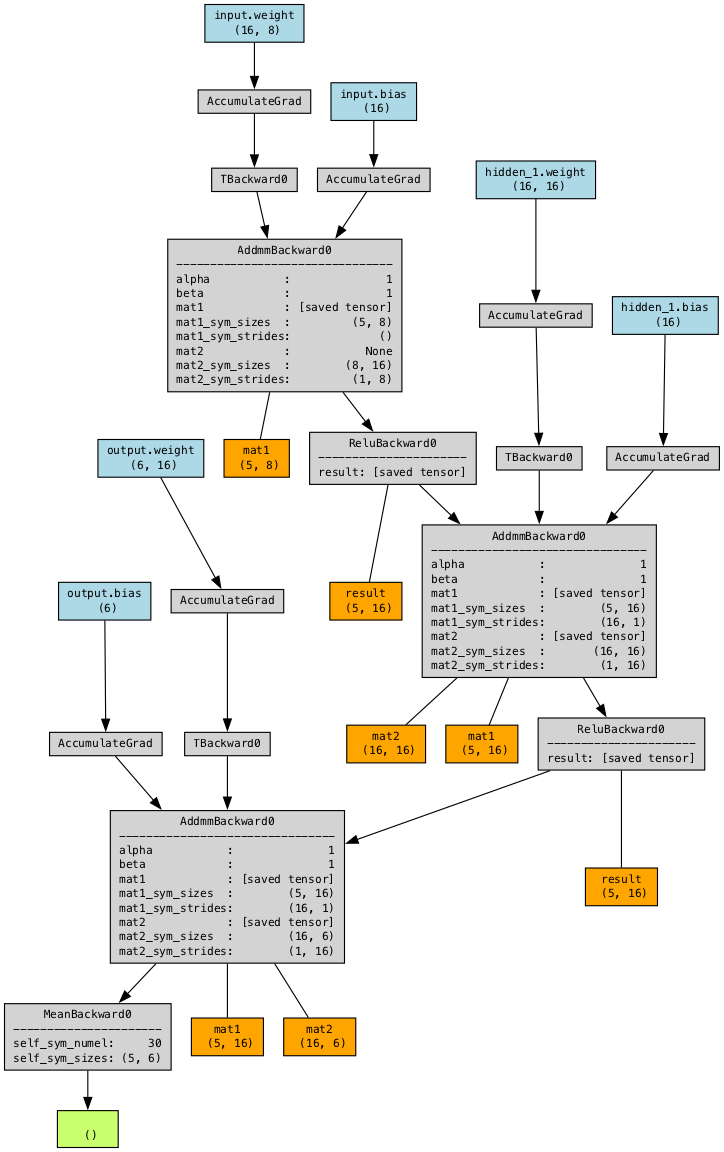 input.weight
(16, 8)
AccumulateGrad
input.bias
(16)
TBackward0
AccumulateGrad
hidden_1.weight
(16, 16)
AddmmBackward0
-------------------------------
alpha           :              1
beta            :              1
mat1            : [saved tensor]
mat1_sym_sizes  :         (5, 8)
mat1_sym_strides:             ()
mat2            :           None
mat2_sym_sizes  :        (8, 16)
mat2_sym_strides:         (1, 8)
AccumulateGrad
hidden_1.bias
(16)
output.weight
(6, 16)
mat1
(5, 8)
ReluBackward0
----------------------
result: [saved tensor]
TBackward0
AccumulateGrad
AddmmBackward0
-------------------------------
alpha           :              1
beta            :              1
mat1            : [saved tensor]
mat1_sym_sizes  :        (5, 16)
mat1_sym_strides:        (16, 1)
mat2            : [saved tensor]
mat2_sym_sizes  :       (16, 16)
mat2_sym_strides:        (1, 16)
output.bias
(6)
AccumulateGrad
result
(5, 16)
AccumulateGrad
TBackward0
mat2
(16, 16)
mat1
(5, 16)
ReluBackward0
----------------------
result: [saved tensor]
AddmmBackward0
-------------------------------
alpha           :              1
beta            :              1
mat1            : [saved tensor]
mat1_sym_sizes  :        (5, 16)
mat1_sym_strides:        (16, 1)
mat2            : [saved tensor]
mat2_sym_sizes  :        (16, 6)
mat2_sym_strides:        (1, 16)
result
(5, 16)
MeanBackward0
----------------------
self_sym_numel:     30
self_sym_sizes: (5, 6)
mat1
(5, 16)
mat2
(16, 6)
()